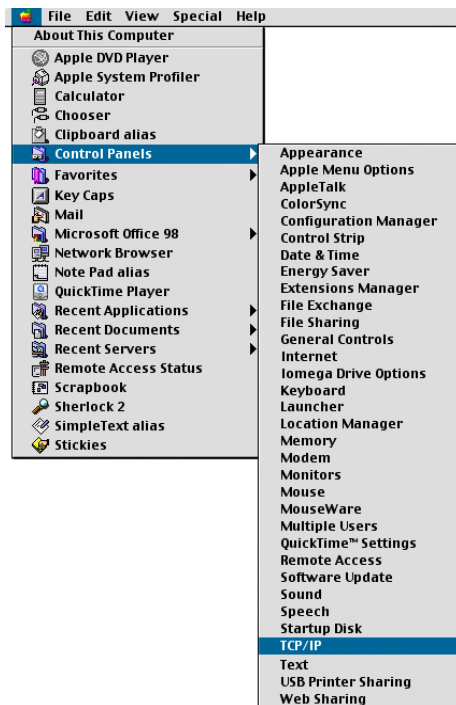 File Edit View Special Help
About This Computer
Apple DVD Player
Apple System Profiler
Calculator
Chooser
Clipboard alias
Control Panels
Favorites
Key Caps
Mail
Microsoft Office 98
Network Browser
Note Pad alias
QuickTime Player
Recent Applications
Recent Documents
Recent Servers
Remote Access Status
Scrapbook
Sherlock 2
SimpleText alias
Stickies
Appearance
Apple Menu Options
AppleTalk
ColorSync
Configuration Manager
Control Strip
Date & Time
Energy Saver
Extensions Manager
File Exchange
File Sharing
General Controls
Internet
Iomega Drive Options
Keyboard
Launcher
Location Manager
Memory
Modem
Monitors
Mouse
MouseWare
Multiple Users
QuickTime™ Settings
Remote Access
Software Update
Sound
Speech
Startup Disk
TCP/IP
Text
USB Printer Sharing
Web Sharing